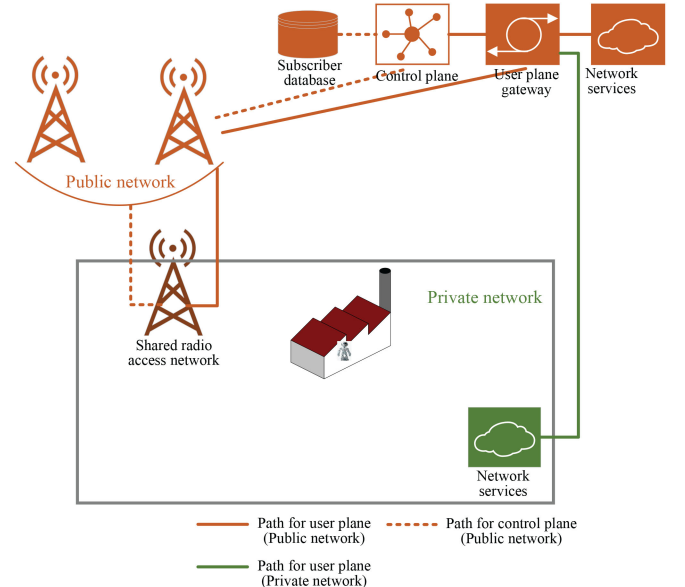 Subscriber
database
Control plane
User plane
gateway
Network
services
Public network
Private network
Shared radio
access network
Network
services
Path for user plane
(Public network)
Path for control plane
(Public network)
Path for user plane
(Private network)